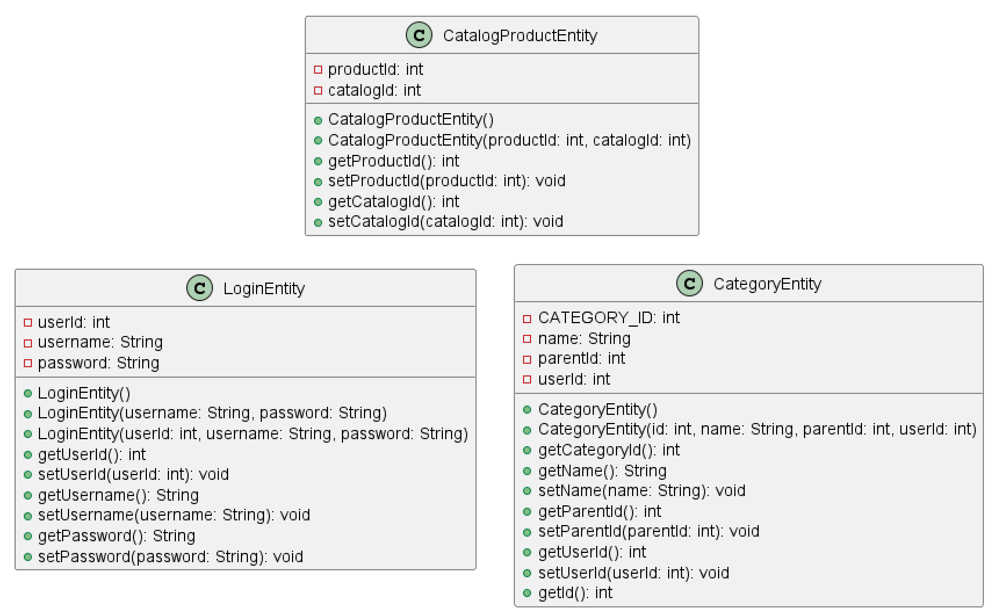 C CatalogProductEntity
productId: int
catalogId: int
CatalogProductEntity()
CatalogProductEntity(productId: int, catalogId: int)
getProductId(): int
setProductId(productId: int): void
getCatalogId(): int
setCatalogId(catalogId: int): void
C LoginEntity
userId: int
username: String
password: String
LoginEntity()
LoginEntity(username: String, password: String)
LoginEntity(userId: int, username: String, password: String)
getUserId(): int
setUserId(userId: int): void
getUsername(): String
setUsername(username: String): void
getPassword(): String
setPassword(password: String): void
C CategoryEntity
CATEGORY_ID: int
name: String
parentId: int
userId: int
CategoryEntity()
CategoryEntity(id: int, name: String, parentId: int, userId: int)
getCategoryId(): int
getName(): String
setName(name: String): void
getParentId(): int
setParentId(parentId: int): void
getUserId(): int
setUserId(userId: int): void
getId(): int